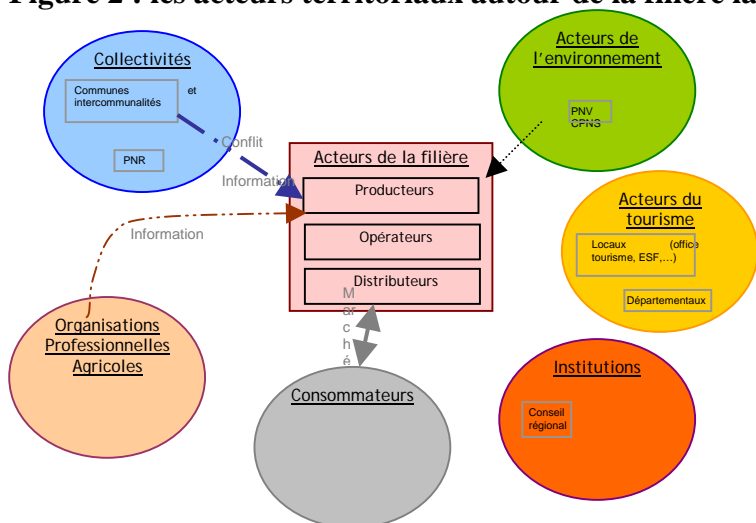 Figure 2 : les acteurs territoriaux autour de la filière la
Collectivités
Communes et
intercommunalités
PNR
Conflit
Information
Information
Acteurs de la filière
Producteurs
Opérateurs
Distributeurs
Marché
Acteurs de
l'environnement
PNV
CPNS
Acteurs du
tourisme
Locaux (office
tourisme, ESF,…)
Départementaux
Organisations
Professionnelles
Agricoles
Consommateurs
Institutions
Conseil
régional